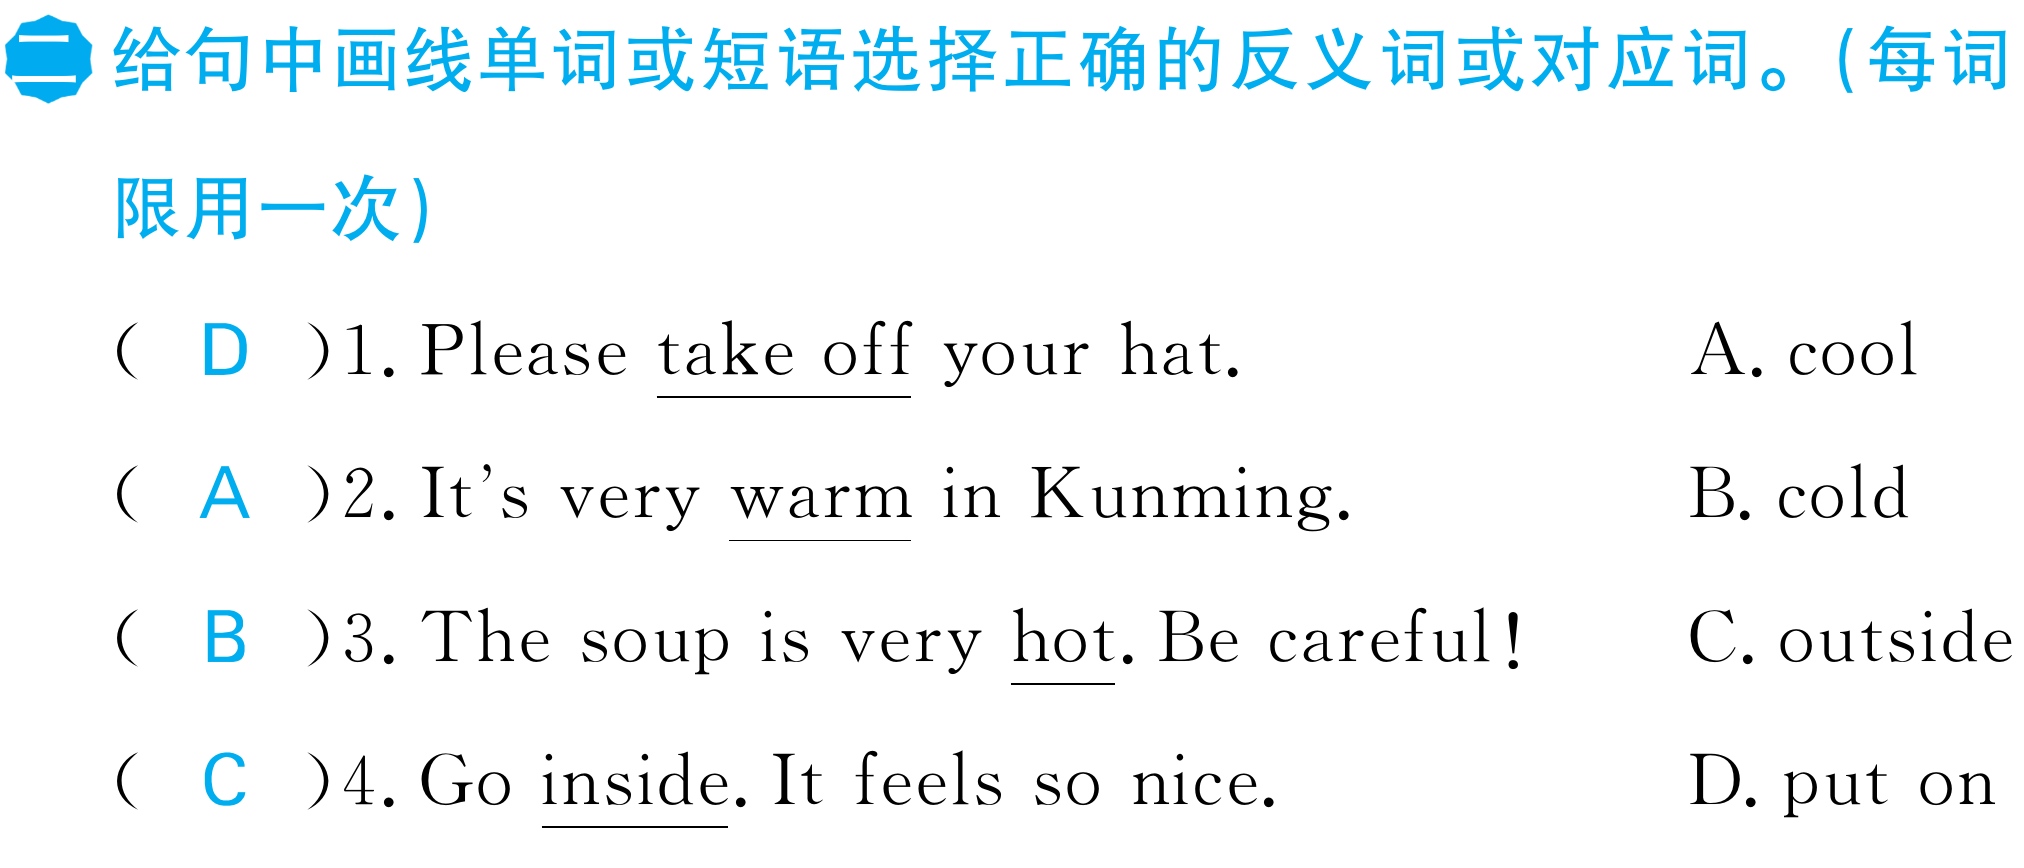 二 给句中画线单词或短语选择正确的反义词或对应词。(每词
限用一次)
( D )1. Please take off your hat. A. cool
( A )2. It's very warm in Kunming. B. cold
( B )3. The soup is very hot. Be careful! C. outside
( C )4. Go inside. It feels so nice. D. put on